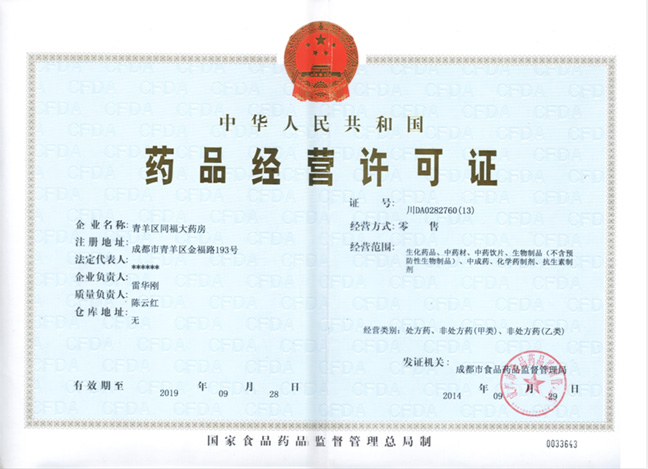 中华人民共和国
药品经营许可证
证 号: 川DA0282760(13)
企业名称: 青羊区同福大药房
经营方式: 零 售
注册地址: 成都市青羊区金福路193号
经营范围: 生化药品、中药材、中药饮片、生物制品(不含预
防性生物制品)、中成药、化学药制剂、抗生素制
剂
法定代表人: ******
企业负责人: 雷华刚
质量负责人: 陈云红
仓库地址: 无
经营类别: 处方药、非处方药(甲类)、非处方药(乙类)
发证机关: 成都市食品药品监督管理局
有效期至 2019 年 09 月 28 日
2014 年 09 月 29 日
国家食品药品监督管理总局制
0033643